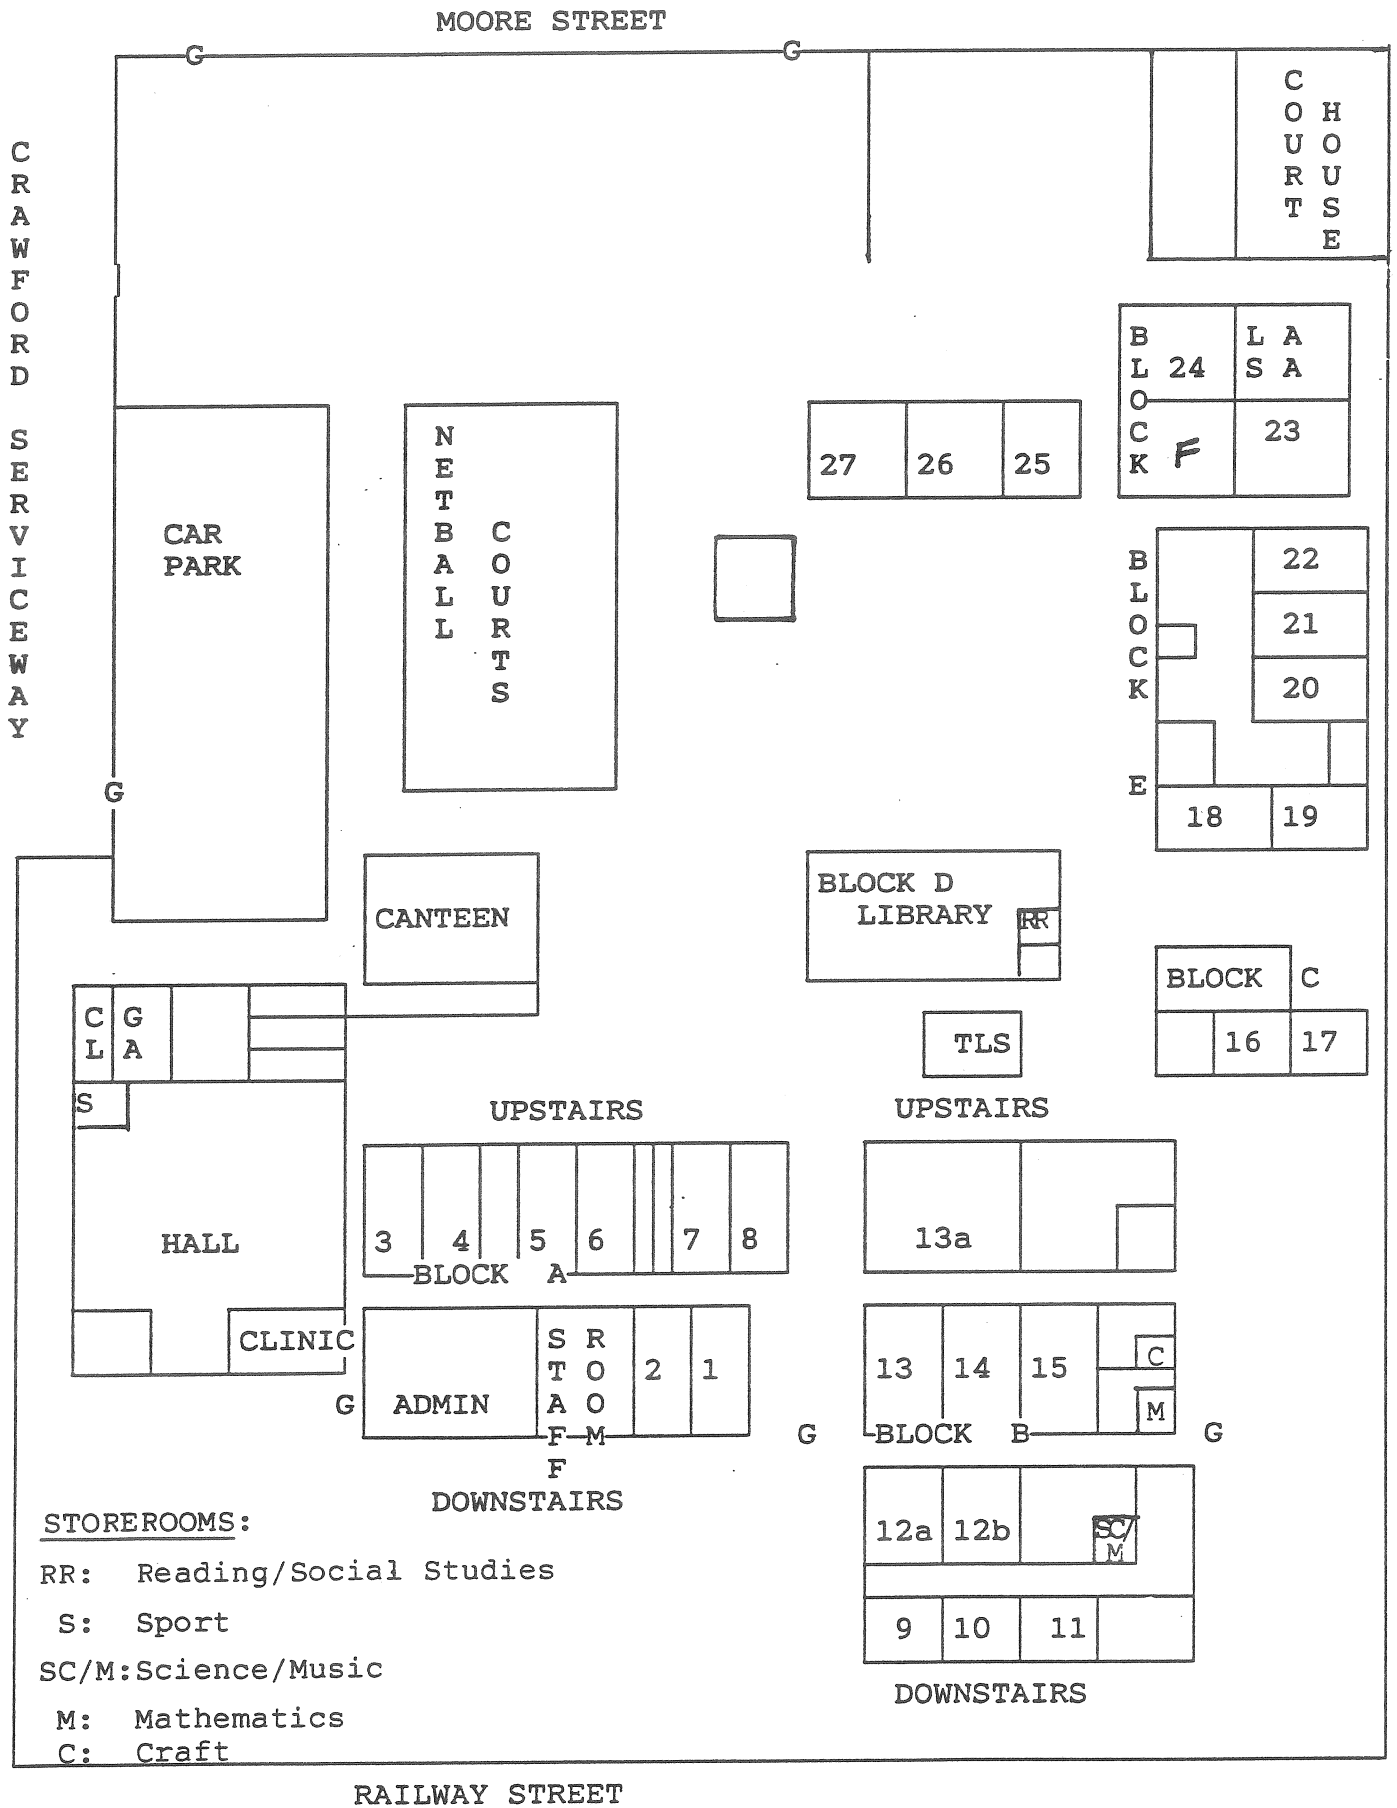 MOORE STREET
G
G
COURT
HOUSE
CRAWFORD SERVICEWAY
BLOCK
24
L A
S A
F
23
27
26
25
NETBALL
COURTS
CAR
PARK
BLOCK E
22
21
20
18
19
G
BLOCK D
LIBRARY
RR
CANTEEN
BLOCK C
16
17
CL
GA
TLS
S
UPSTAIRS
UPSTAIRS
HALL
3
4
5
6
7
8
BLOCK A
13a
CLINIC
G
ADMIN
STAFF
ROOM
2
1
G
13
14
15
C
M
BLOCK B
G
DOWNSTAIRS
12a
12b
SC/
M
9
10
11
DOWNSTAIRS
STOREROOMS:
RR: Reading/Social Studies
S: Sport
SC/M:Science/Music
M: Mathematics
C: Craft
RAILWAY STREET